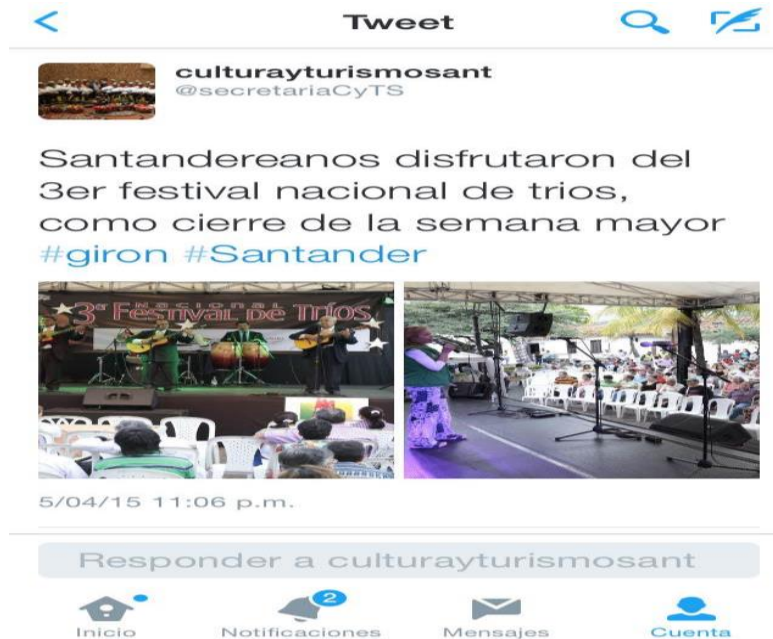 Tweet
culturayturismosant
@secretariaCyTS
Santandereanos disfrutaron del
3er festival nacional de trios,
como cierre de la semana mayor
#giron #Santander
NACIONAL
3er Festival de Tríos
5/04/15 11:06 p.m.
Responder a culturayturismosant
2
Inicio
Notificaciones
Mensajes
Cuenta